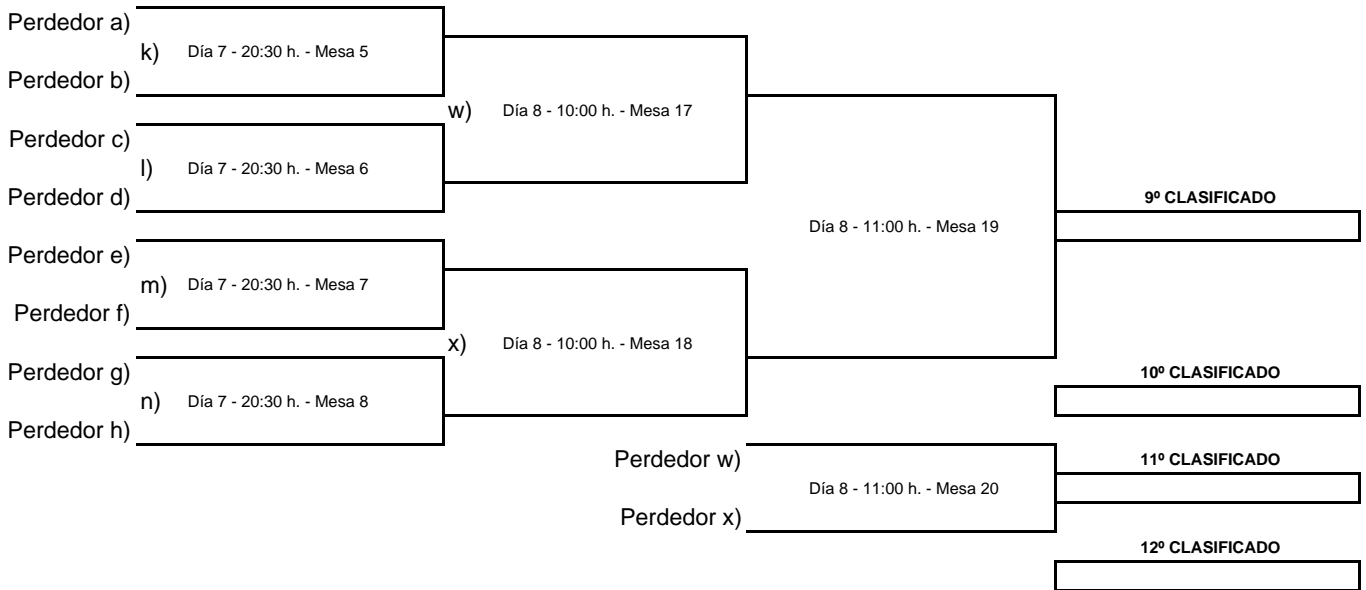 Perdedor a)
k) Día 7 - 20:30 h. - Mesa 5
Perdedor b)
w) Día 8 - 10:00 h. - Mesa 17
Perdedor c)
l) Día 7 - 20:30 h. - Mesa 6
Perdedor d)
9º CLASIFICADO
Día 8 - 11:00 h. - Mesa 19
Perdedor e)
m) Día 7 - 20:30 h. - Mesa 7
Perdedor f)
x) Día 8 - 10:00 h. - Mesa 18
Perdedor g)
10º CLASIFICADO
n) Día 7 - 20:30 h. - Mesa 8
Perdedor h)
Perdedor w)
11º CLASIFICADO
Día 8 - 11:00 h. - Mesa 20
Perdedor x)
12º CLASIFICADO